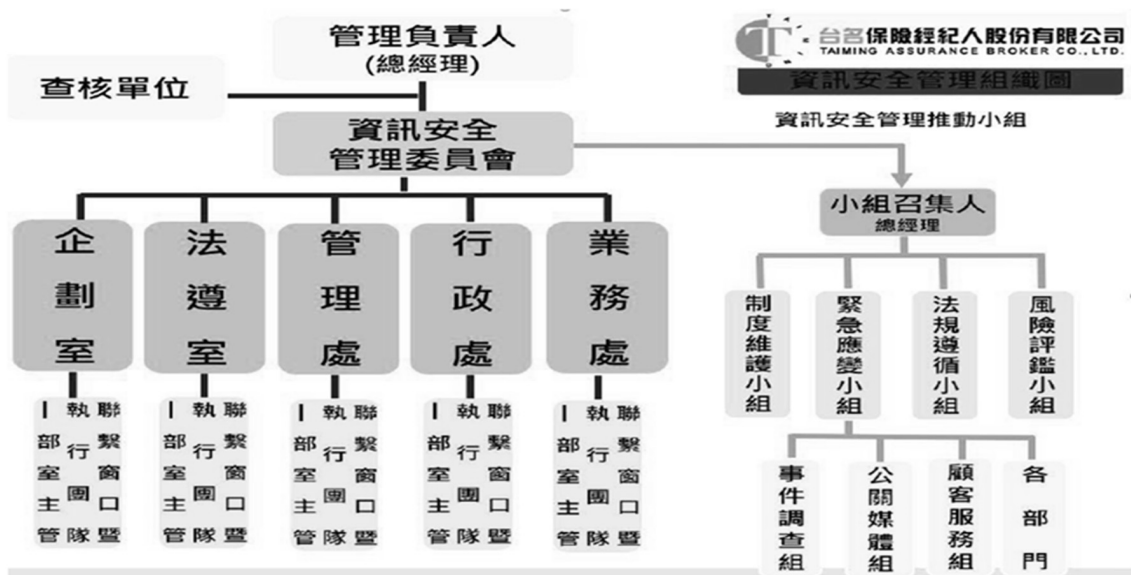 管理負責人
(總經理)
查核單位
資訊安全
管理委員會
台名保險經紀人股份有限公司
TAIMING ASSURANCE BROKER CO., LTD.
資訊安全管理組織圖
資訊安全管理推動小組
小組召集人
總經理
企劃室
法遵室
管理處
行政處
業務處
聯繫窗口暨
執行團隊
－部室主管
聯繫窗口暨
執行團隊
－部室主管
聯繫窗口暨
執行團隊
－部室主管
聯繫窗口暨
執行團隊
－部室主管
聯繫窗口暨
執行團隊
－部室主管
制度維護小組
緊急應變小組
法規遵循小組
風險評鑑小組
事件調查組
公關媒體組
顧客服務組
各部門